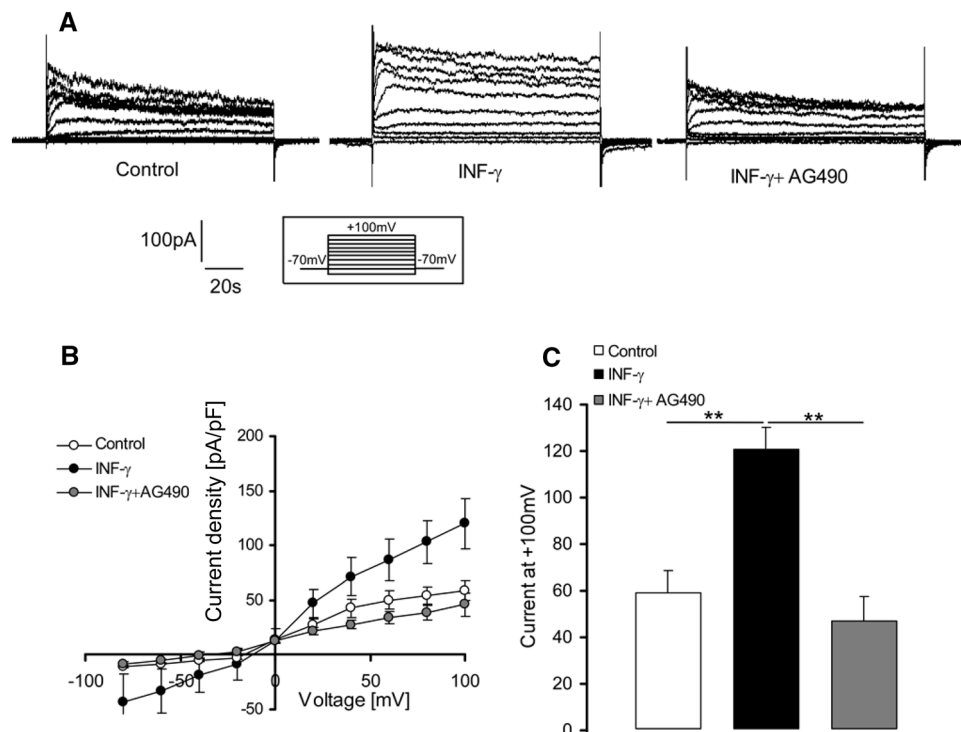 A
Control
INF-γ
INF-γ+ AG490
100pA
20s
+100mV
-70mV
-70mV
B
Control
INF-γ
INF-γ+AG490
Current density [pA/pF]
200
150
100
50
-50
-100
-50
0
50
100
Voltage [mV]
C
Control
INF-γ
INF-γ+ AG490
Current at +100mV
140
120
100
80
60
40
20
0
**
**